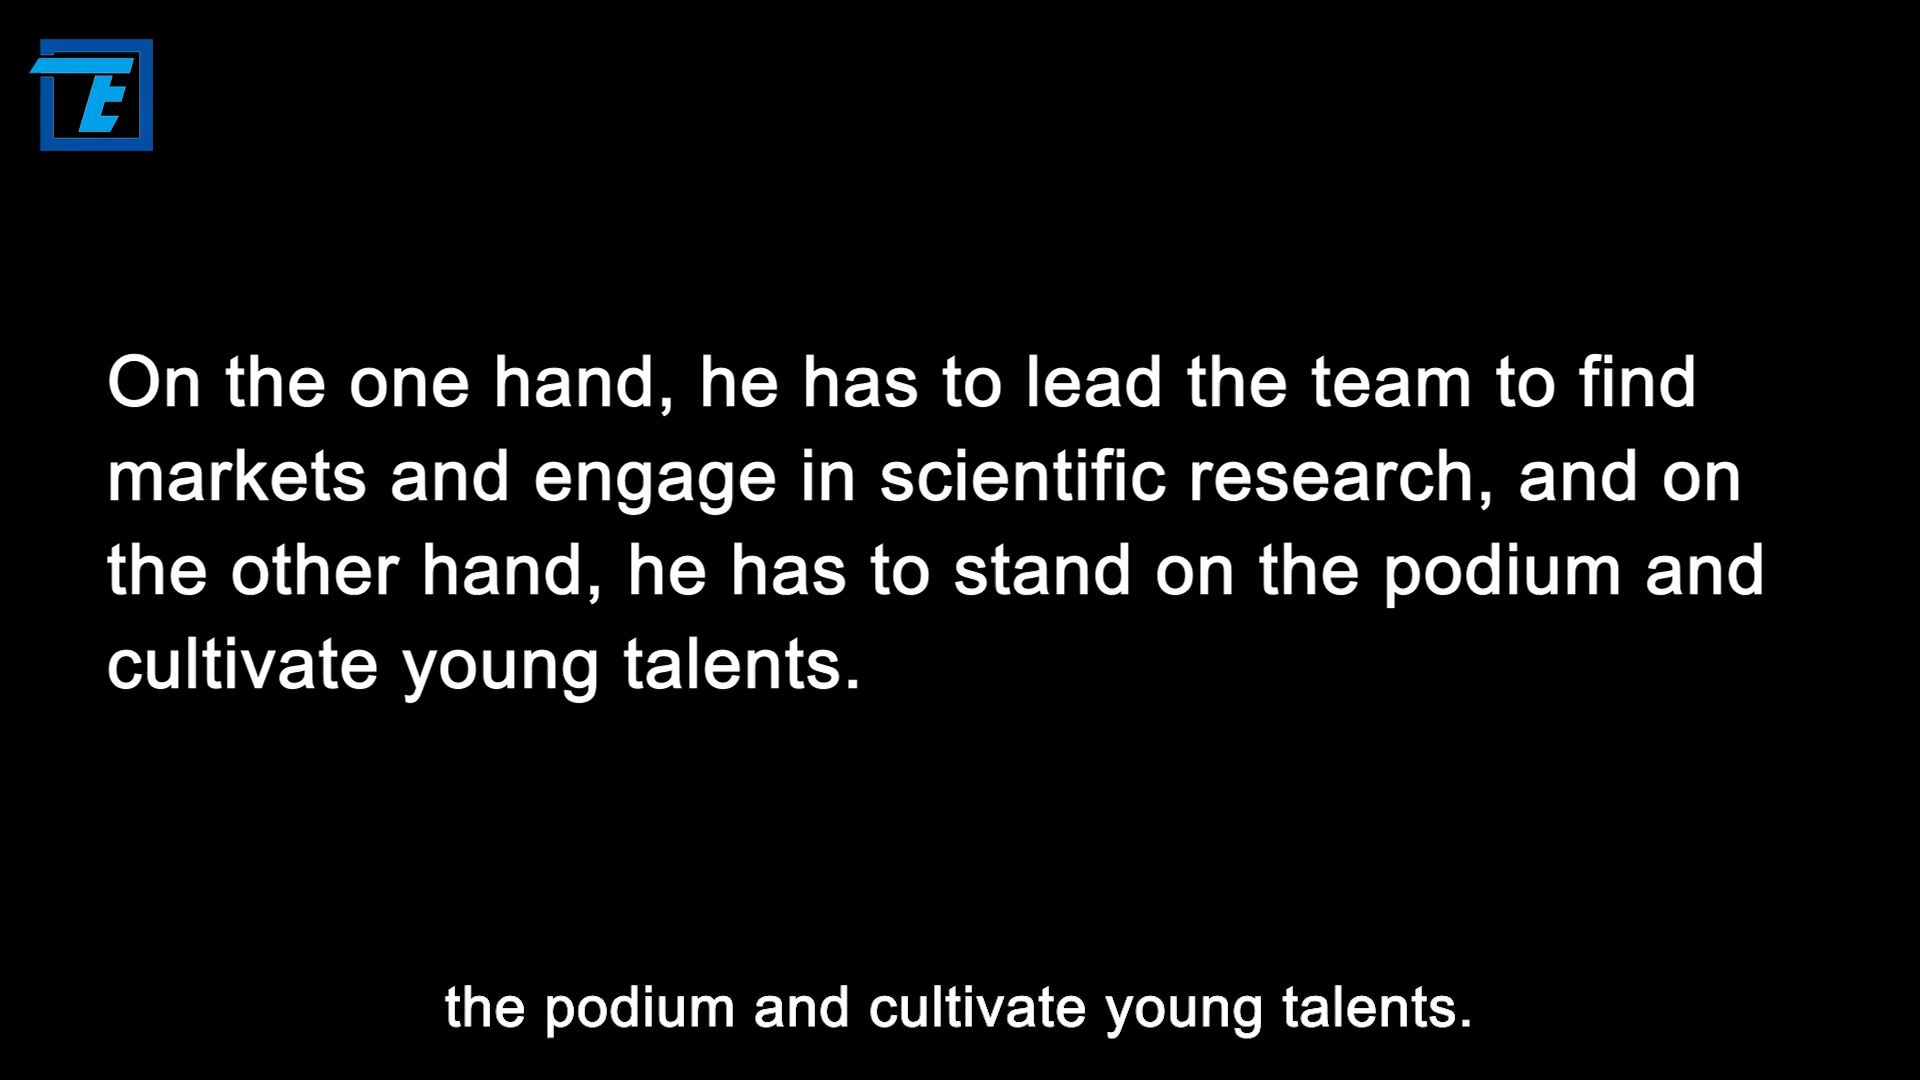 On the one hand, he has to lead the team to find
markets and engage in scientific research, and on
the other hand, he has to stand on the podium and
cultivate young talents.
the podium and cultivate young talents.